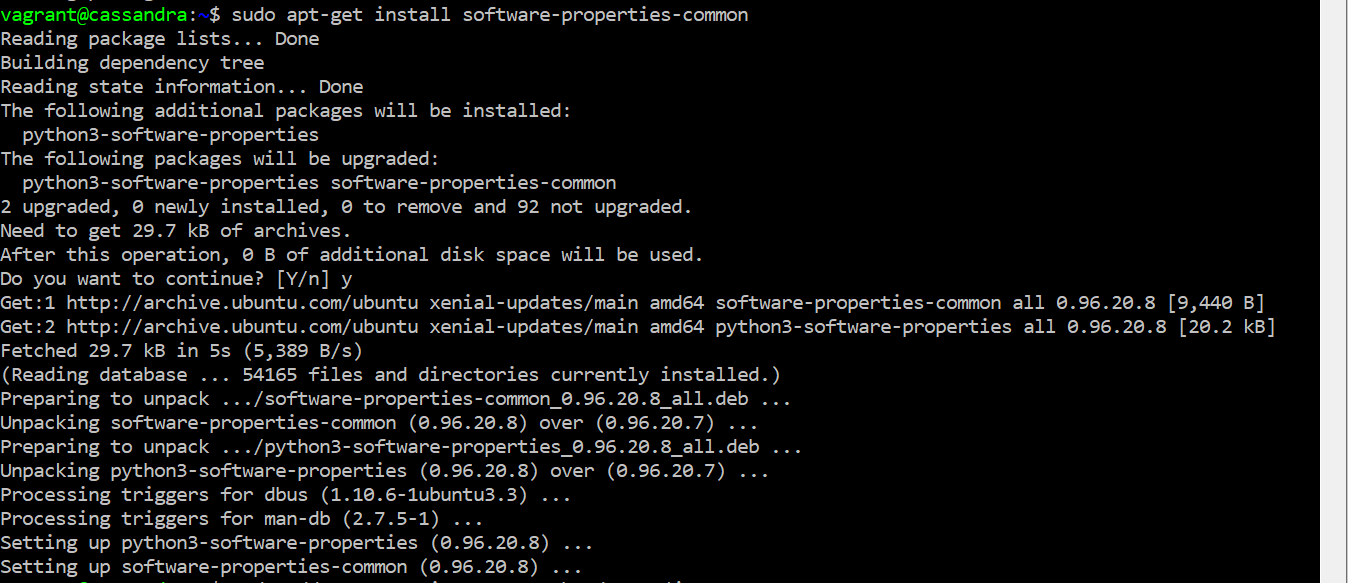 vagrant@cassandra:~$ sudo apt-get install software-properties-common
Reading package lists... Done
Building dependency tree
Reading state information... Done
The following additional packages will be installed:
  python3-software-properties
The following packages will be upgraded:
  python3-software-properties software-properties-common
2 upgraded, 0 newly installed, 0 to remove and 92 not upgraded.
Need to get 29.7 kB of archives.
After this operation, 0 B of additional disk space will be used.
Do you want to continue? [Y/n] y
Get:1 http://archive.ubuntu.com/ubuntu xenial-updates/main amd64 software-properties-common all 0.96.20.8 [9,440 B]
Get:2 http://archive.ubuntu.com/ubuntu xenial-updates/main amd64 python3-software-properties all 0.96.20.8 [20.2 kB]
Fetched 29.7 kB in 5s (5,389 B/s)
(Reading database ... 54165 files and directories currently installed.)
Preparing to unpack .../software-properties-common_0.96.20.8_all.deb ...
Unpacking software-properties-common (0.96.20.8) over (0.96.20.7) ...
Preparing to unpack .../python3-software-properties_0.96.20.8_all.deb ...
Unpacking python3-software-properties (0.96.20.8) over (0.96.20.7) ...
Processing triggers for dbus (1.10.6-1ubuntu3.3) ...
Processing triggers for man-db (2.7.5-1) ...
Setting up python3-software-properties (0.96.20.8) ...
Setting up software-properties-common (0.96.20.8) ...